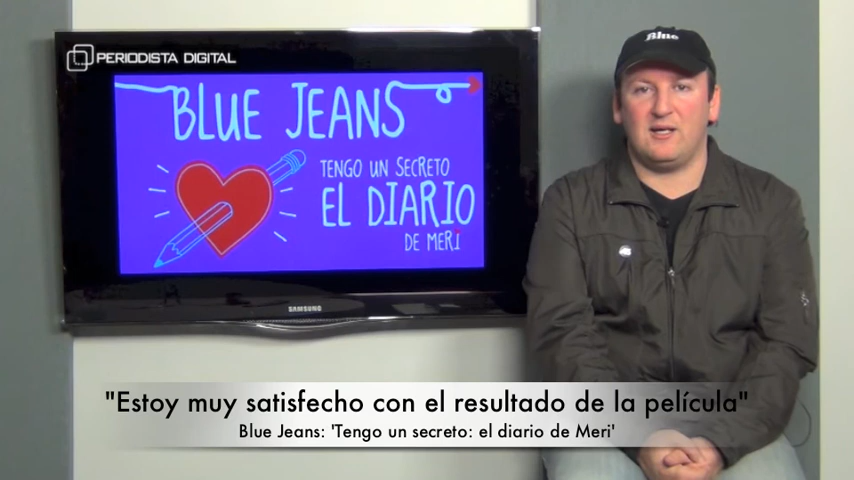 PERIODISTA DIGITAL
Blue
BLUE JEANS
TENGO UN SECRETO
EL DIARIO
DE MERI
SAMSUNG
"Estoy muy satisfecho con el resultado de la película"
Blue Jeans: 'Tengo un secreto: el diario de Meri'